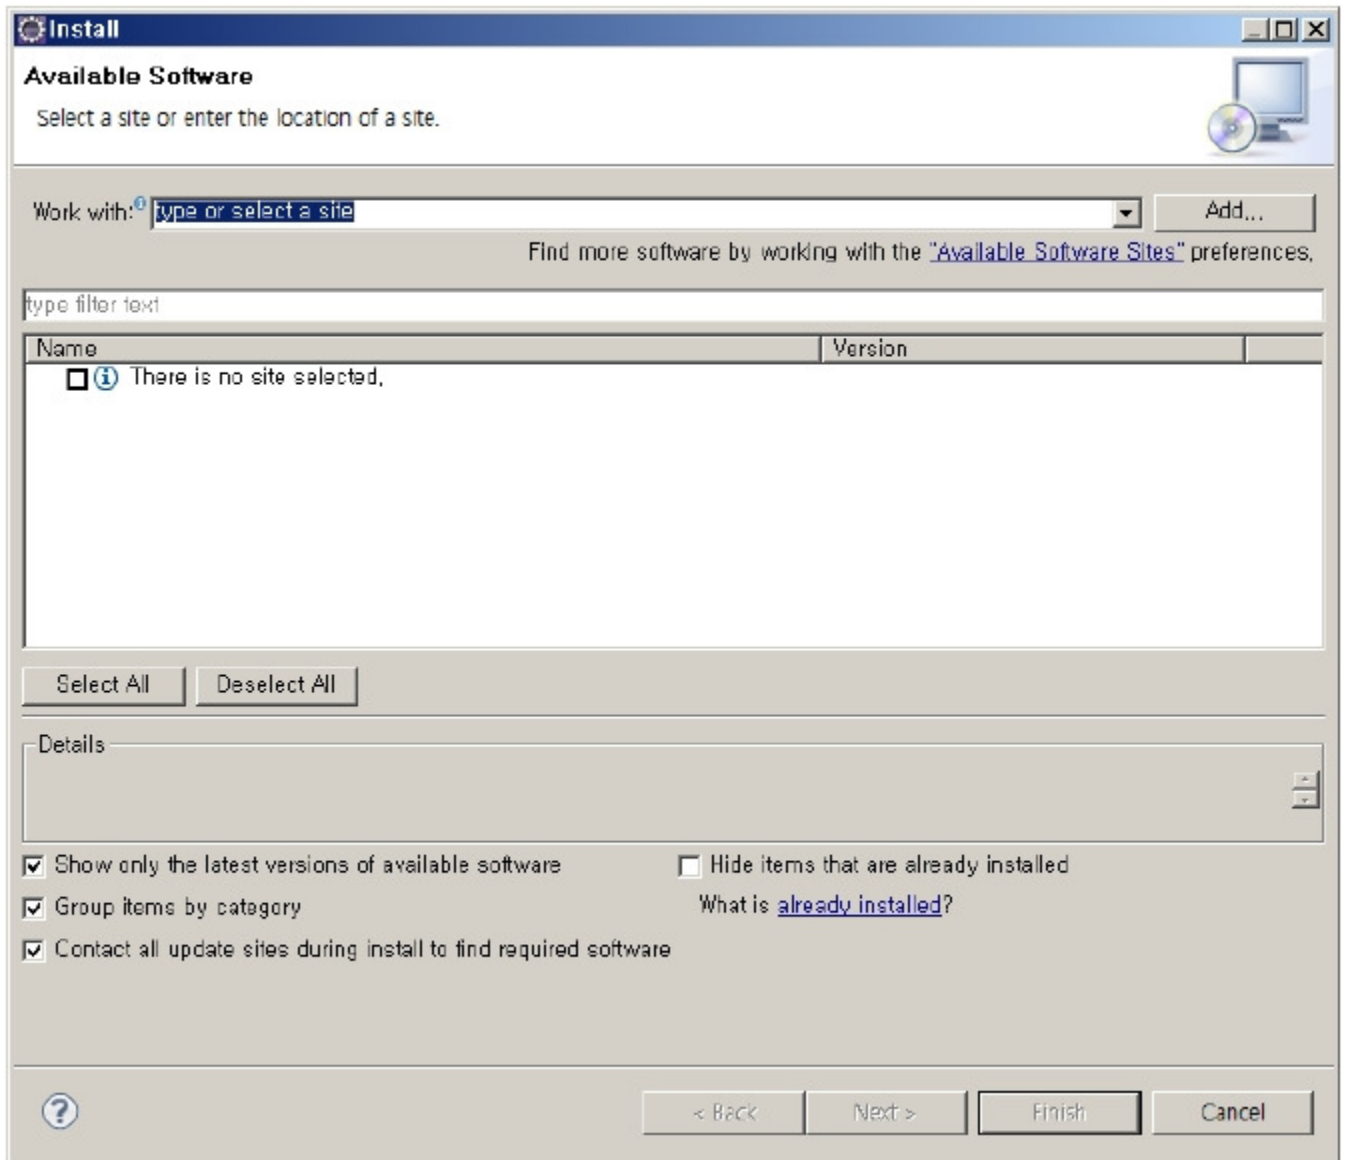 Install
Available Software
Select a site or enter the location of a site.
Work with: type or select a site Add...
Find more software by working with the "Available Software Sites" preferences.
type filter text
Name Version
There is no site selected.
Select All Deselect All
Details
Show only the latest versions of available software Hide items that are already installed
Group items by category What is already installed?
Contact all update sites during install to find required software
? < Back Next > Finish Cancel